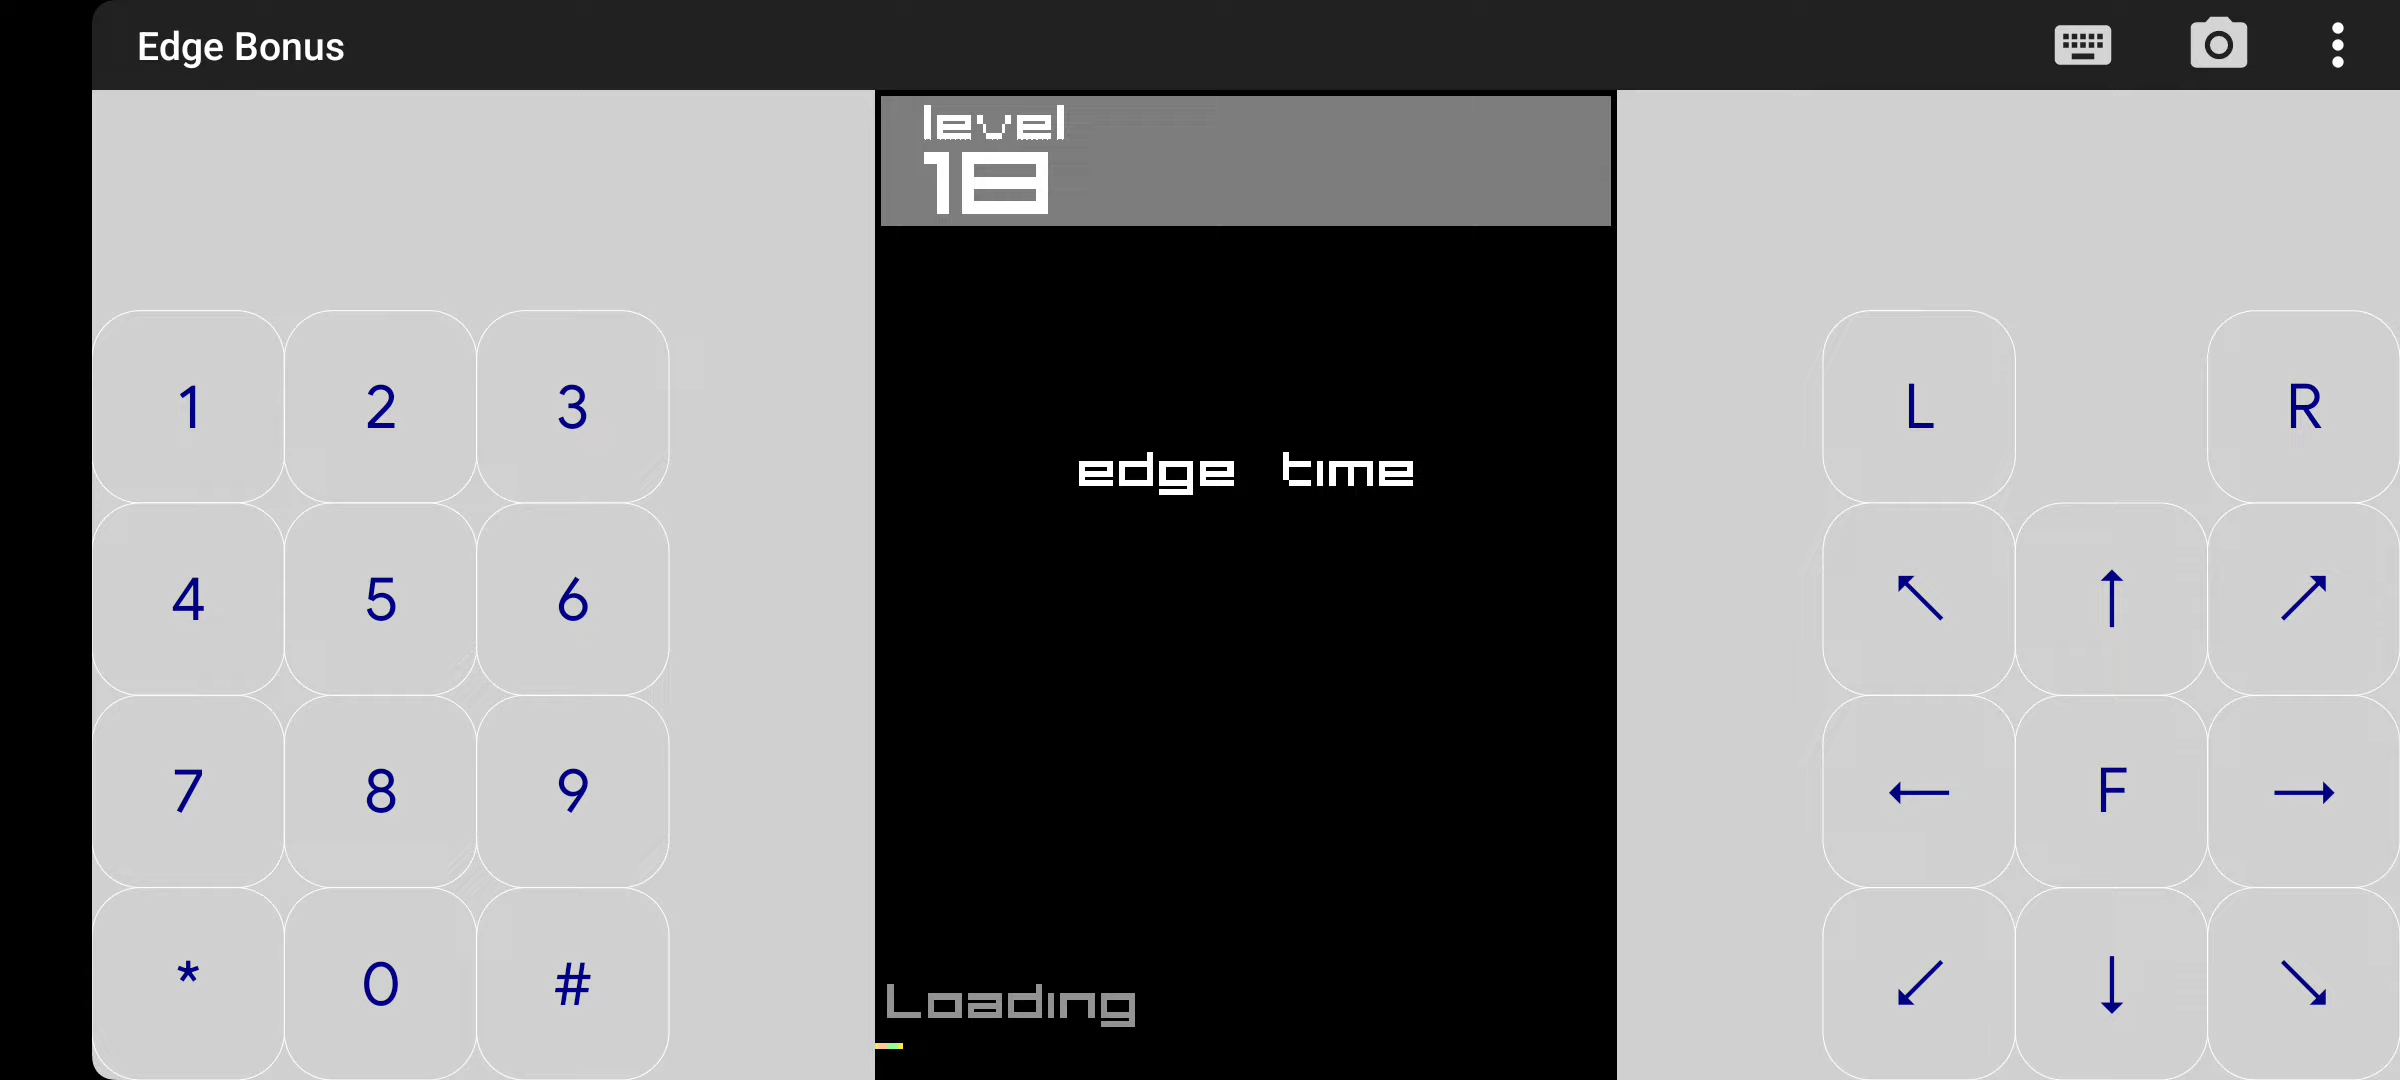 Edge Bonus
level
18
edge time
Loading
1 2 3
4 5 6
7 8 9
* 0 #
L R
↖ ↑ ↗
← F →
↙ ↓ ↘